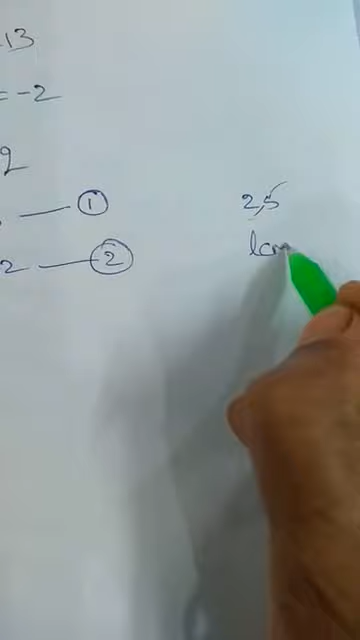 13
= -2
2
— ①
2 — ②
2,5
lcm